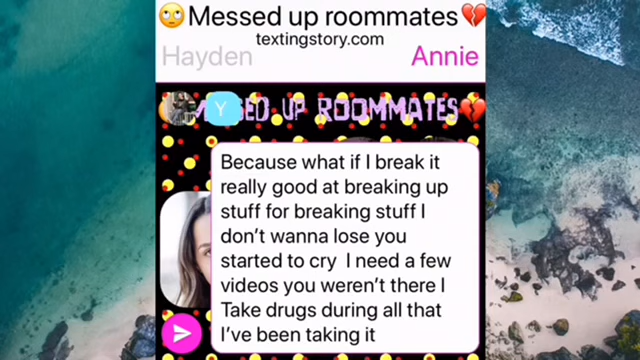 🙄Messed up roommates💔
textingstory.com
Hayden Annie
Y
UP ROOMMATES💔
Because what if I break it
really good at breaking up
stuff for breaking stuff I
don’t wanna lose you
started to cry  I need a few
videos you weren’t there I
Take drugs during all that
I’ve been taking it